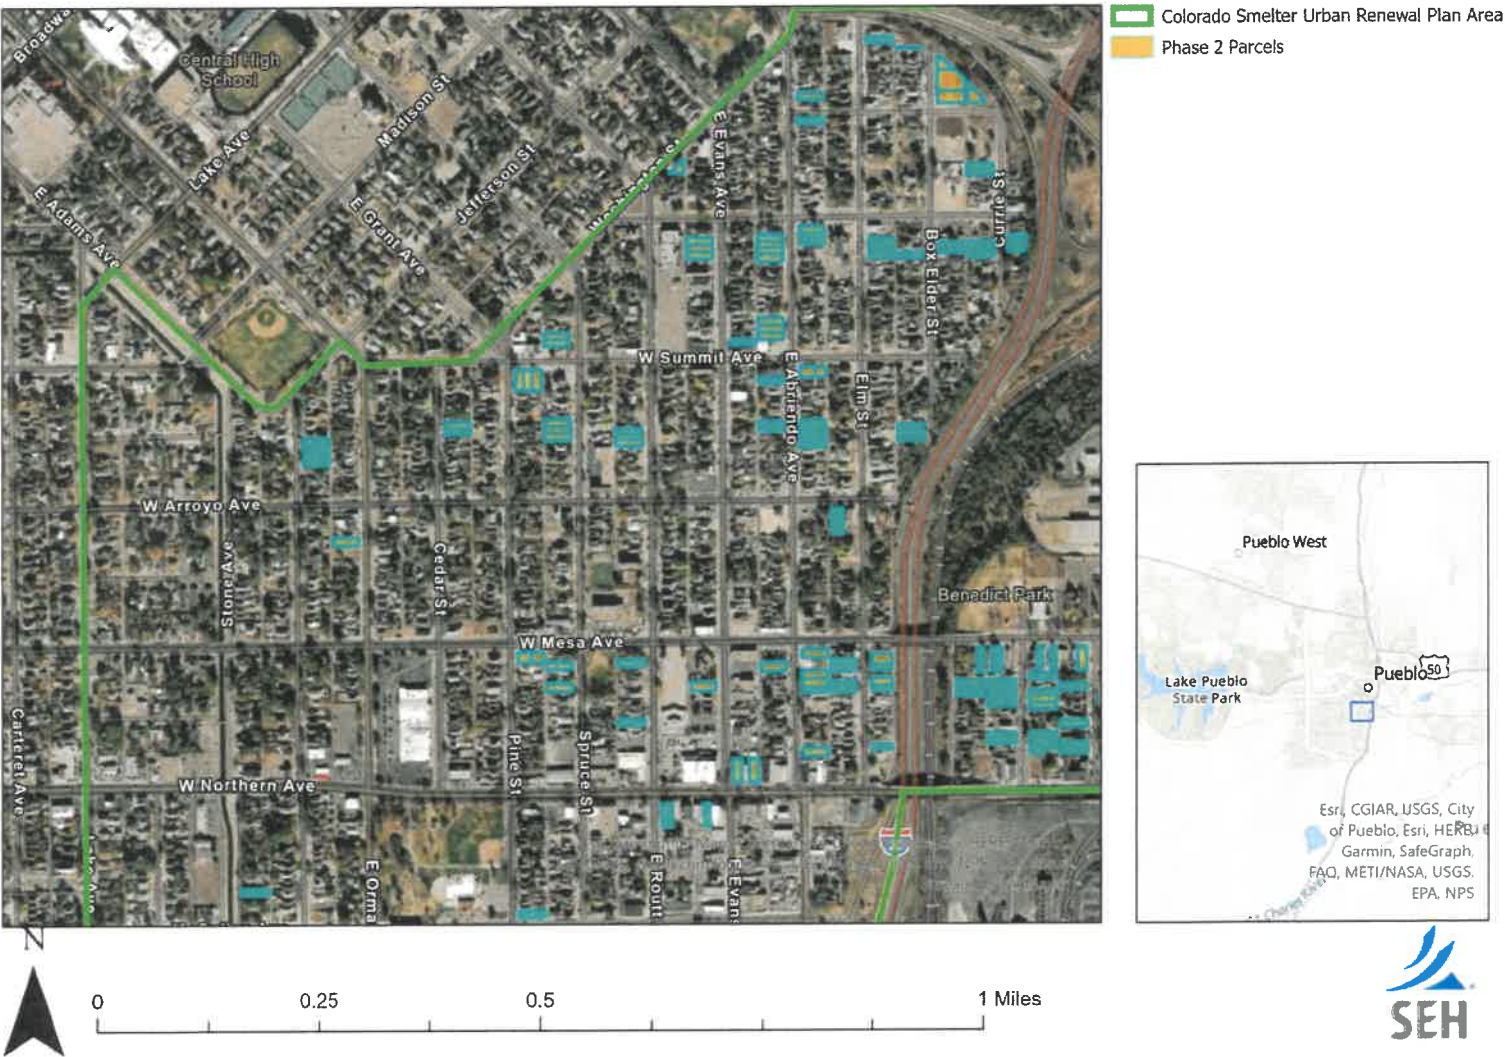 Colorado Smelter Urban Renewal Plan Area
Phase 2 Parcels
Central High
School
Madison St
Lake Ave
E Evans Ave
Jefferson St
E Adams Ave
E Grant Ave
Currie St
Box Elder St
W Summit Ave
E Abriendo Ave
Elm St
W Arroyo Ave
Stone Ave
Cedar St
Benedict Park
W Mesa Ave
Carteret Ave
Pine St
Spruce St
W Northern Ave
E Orma
E Routt
E Evans
Pueblo West
Pueblo
50
Lake Pueblo
State Park
Esri, CGIAR, USGS, City
of Pueblo, Esri, HERE,
Garmin, SafeGraph,
FAO, METI/NASA, USGS,
EPA, NPS
N
0 0.25 0.5 1 Miles
SEH